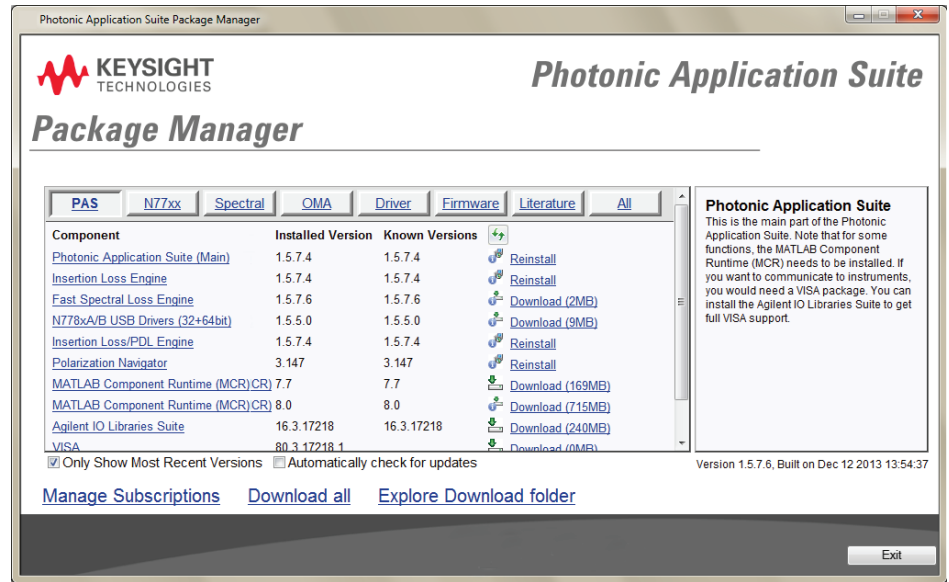 Photonic Application Suite Package Manager
KEYSIGHT
TECHNOLOGIES
Photonic Application Suite
Package Manager
PAS N77xx Spectral OMA Driver Firmware Literature All
Component Installed Version Known Versions
Photonic Application Suite (Main) 1.5.7.4 1.5.7.4 Reinstall
Insertion Loss Engine 1.5.7.4 1.5.7.4 Reinstall
Fast Spectral Loss Engine 1.5.7.6 1.5.7.6 Download (2MB)
N778xA/B USB Drivers (32+64bit) 1.5.5.0 1.5.5.0 Download (9MB)
Insertion Loss/PDL Engine 1.5.7.4 1.5.7.4 Reinstall
Polarization Navigator 3.147 3.147 Reinstall
MATLAB Component Runtime (MCR)CR) 7.7 7.7 Download (169MB)
MATLAB Component Runtime (MCR)CR) 8.0 8.0 Download (715MB)
Agilent IO Libraries Suite 16.3.17218 16.3.17218 Download (240MB)
VISA 80.3.17218.1 Download (0MB)
Only Show Most Recent Versions Automatically check for updates
Manage Subscriptions Download all Explore Download folder
Photonic Application Suite
This is the main part of the Photonic
Application Suite. Note that for some
functions, the MATLAB Component
Runtime (MCR) needs to be installed. If
you want to communicate to instruments,
you would need a VISA package. You can
install the Agilent IO Libraries Suite to get
full VISA support.
Version 1.5.7.6, Built on Dec 12 2013 13:54:37
Exit